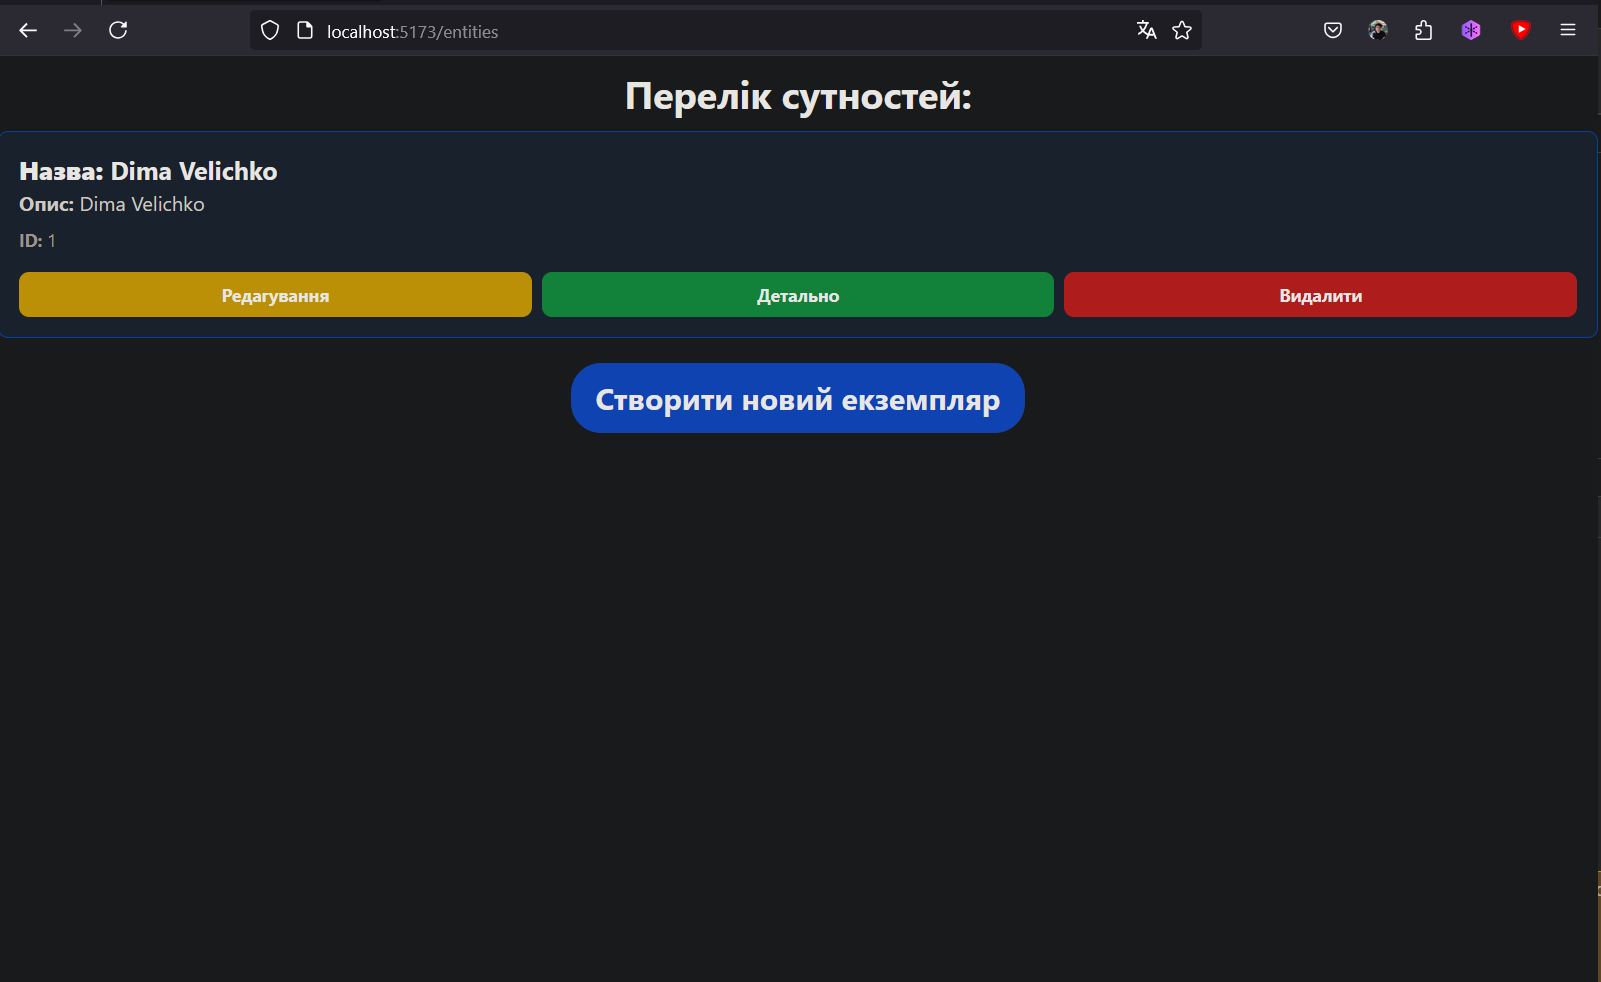 localhost:5173/entities
Перелік сутностей:
Назва: Dima Velichko
Опис: Dima Velichko
ID: 1
Редагування Детально Видалити
Створити новий екземпляр